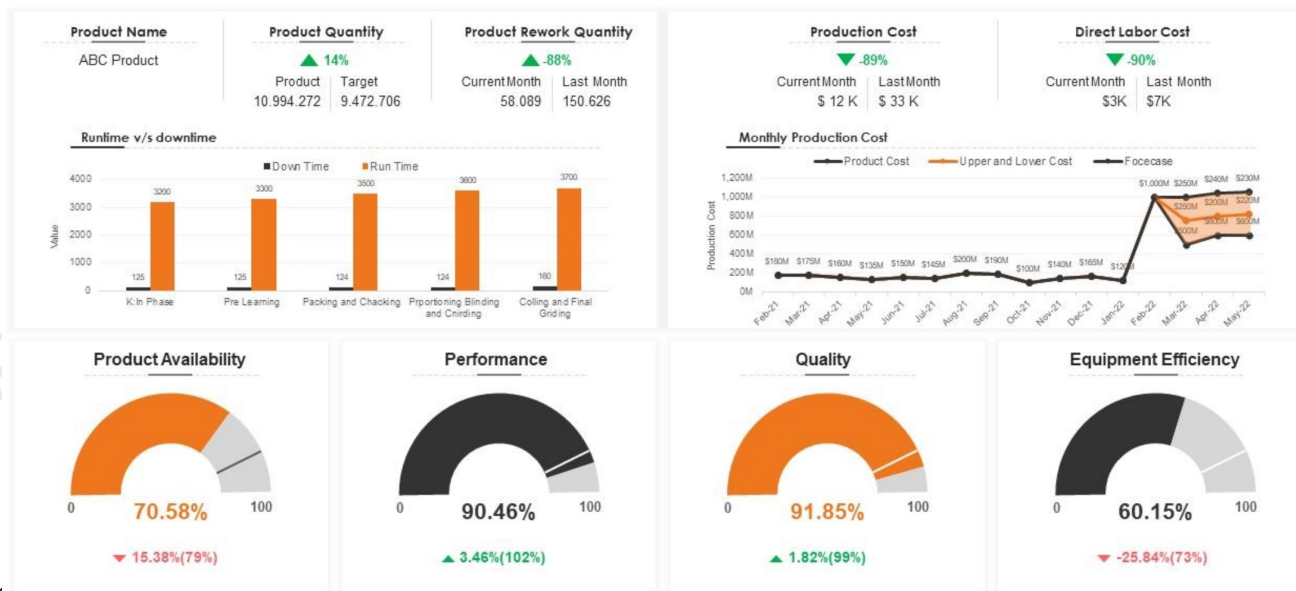 Product Name
ABC Product
Product Quantity
14%
Product Target
10.994.272 9.472.706
Product Rework Quantity
-88%
Current Month Last Month
58.089 150.626
Production Cost
-89%
Current Month Last Month
$ 12 K $ 33 K
Direct Labor Cost
-90%
Current Month Last Month
$3K $7K
Runtime v/s downtime
Down Time Run Time
Value
4000
3000
2000
1000
0
125 3200
125 3300
124 3500
124 3600
160 3700
K:In Phase
Pre Learning
Packing and Chacking
Prportioning Blinding
and Cnirding
Colling and Final
Griding
Monthly Production Cost
Product Cost Upper and Lower Cost Focecase
Production Cost
1,200M
1,000M
800M
600M
400M
200M
0M
$180M $175M $160M $135M $150M $145M $200M $190M $100M $140M $165M $120M
$1,000M $250M $240M $230M
$250M $200M $220M
$500M $600M $600M
Feb-21 Mar-21 Apr-21 May-21 Jun-21 Jul-21 Aug-21 Sep-21 Oct-21 Nov-21 Dec-21 Jan-22 Feb-22 Mar-22 Apr-22 May-22
Product Availability
0 70.58% 100
15.38%(79%)
Performance
0 90.46% 100
3.46%(102%)
Quality
0 91.85% 100
1.82%(99%)
Equipment Efficiency
0 60.15% 100
-25.84%(73%)